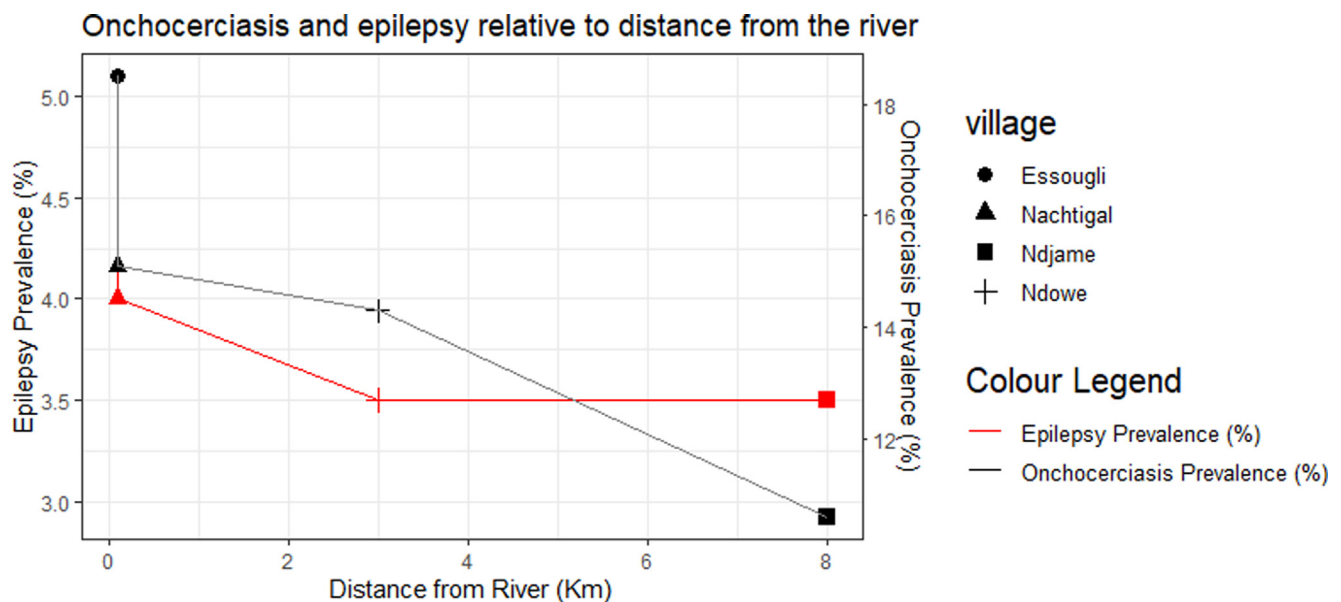 Onchocerciasis and epilepsy relative to distance from the river
Epilepsy Prevalence (%)
5.0
4.5
4.0
3.5
3.0
0 2 4 6 8
Distance from River (Km)
18
16
14
12
Onchocerciasis Prevalence (%)
village
Essougli
Nachtigal
Ndjame
Ndowe
Colour Legend
Epilepsy Prevalence (%)
Onchocerciasis Prevalence (%)